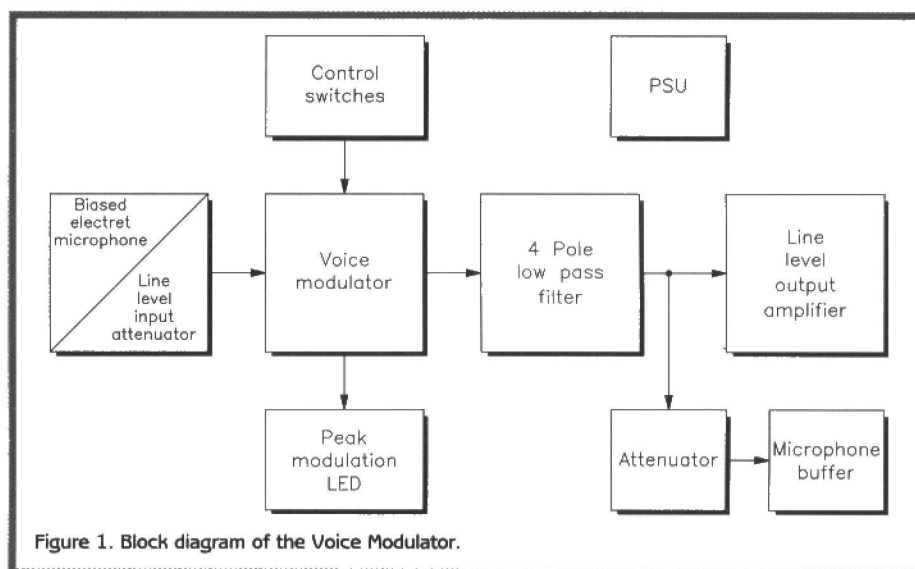 Control
switches
PSU
Biased
electret
microphone
Line
level
input
attenuator
Voice
modulator
4 Pole
low pass
filter
Line
level
output
amplifier
Peak
modulation
LED
Attenuator
Microphone
buffer
Figure 1. Block diagram of the Voice Modulator.